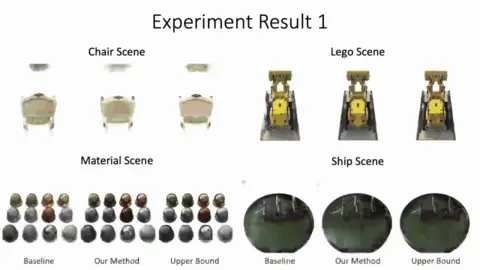 Experiment Result 1
Chair Scene
Lego Scene
Material Scene
Ship Scene
Baseline
Our Method
Upper Bound
Baseline
Our Method
Upper Bound